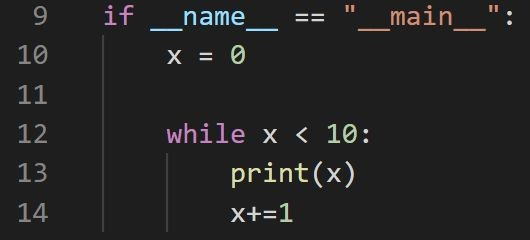 9 if __name__ == "__main__":
10 x = 0
11
12 while x < 10:
13 print(x)
14 x+=1